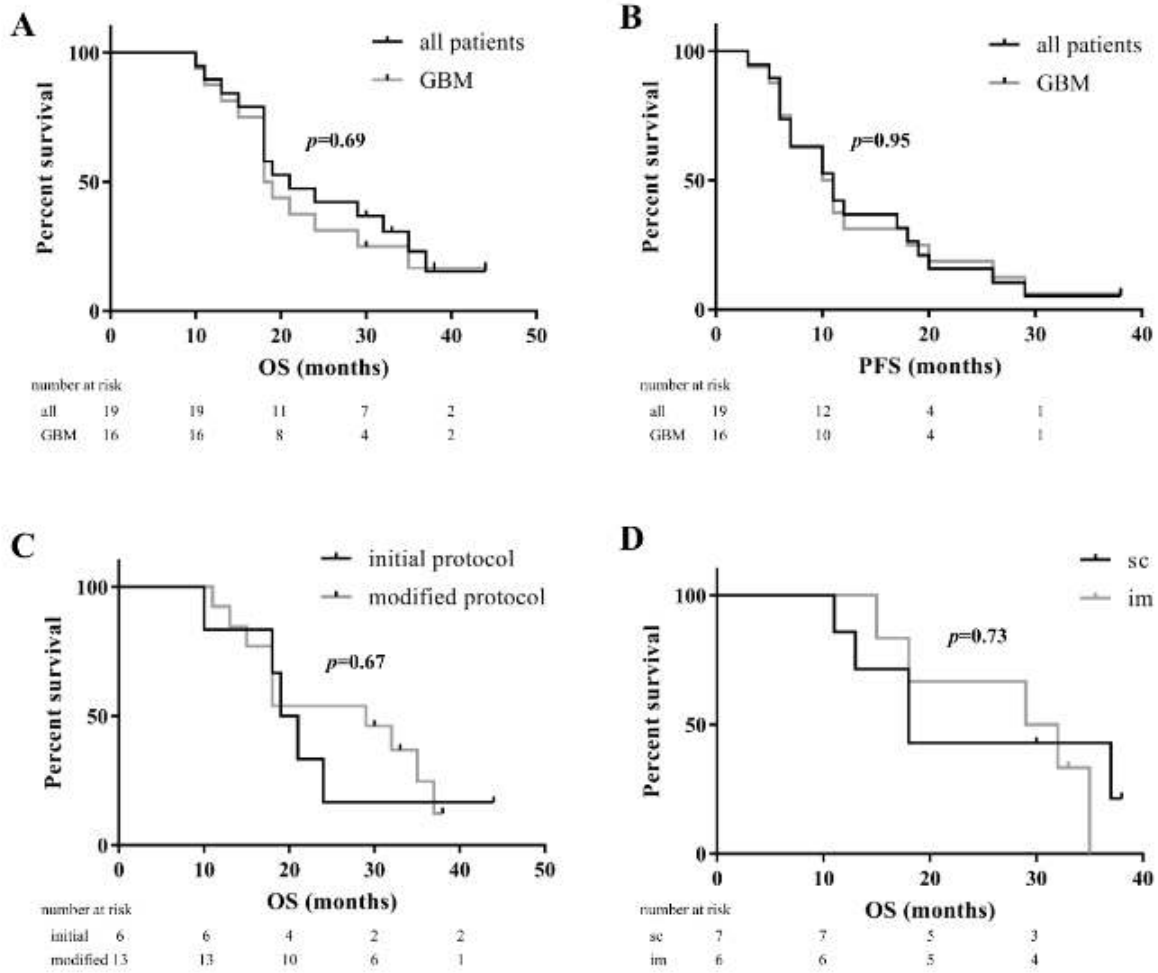 A
all patients
GBM
p=0.69
Percent survival
100
50
0
0 10 20 30 40 50
OS (months)
number at risk
all 19 19 11 7 2
GBM 16 16 8 4 2
B
all patients
GBM
p=0.95
Percent survival
100
50
0
0 10 20 30 40
PFS (months)
number at risk
all 19 12 4 1
GBM 16 10 4 1
C
initial protocol
modified protocol
p=0.67
Percent survival
100
50
0
0 10 20 30 40 50
OS (months)
number at risk
initial 6 6 4 2 2
modified 13 13 10 6 1
D
sc
im
p=0.73
Percent survival
100
50
0
0 10 20 30 40
OS (months)
number at risk
sc 7 7 5 3
im 6 6 5 4